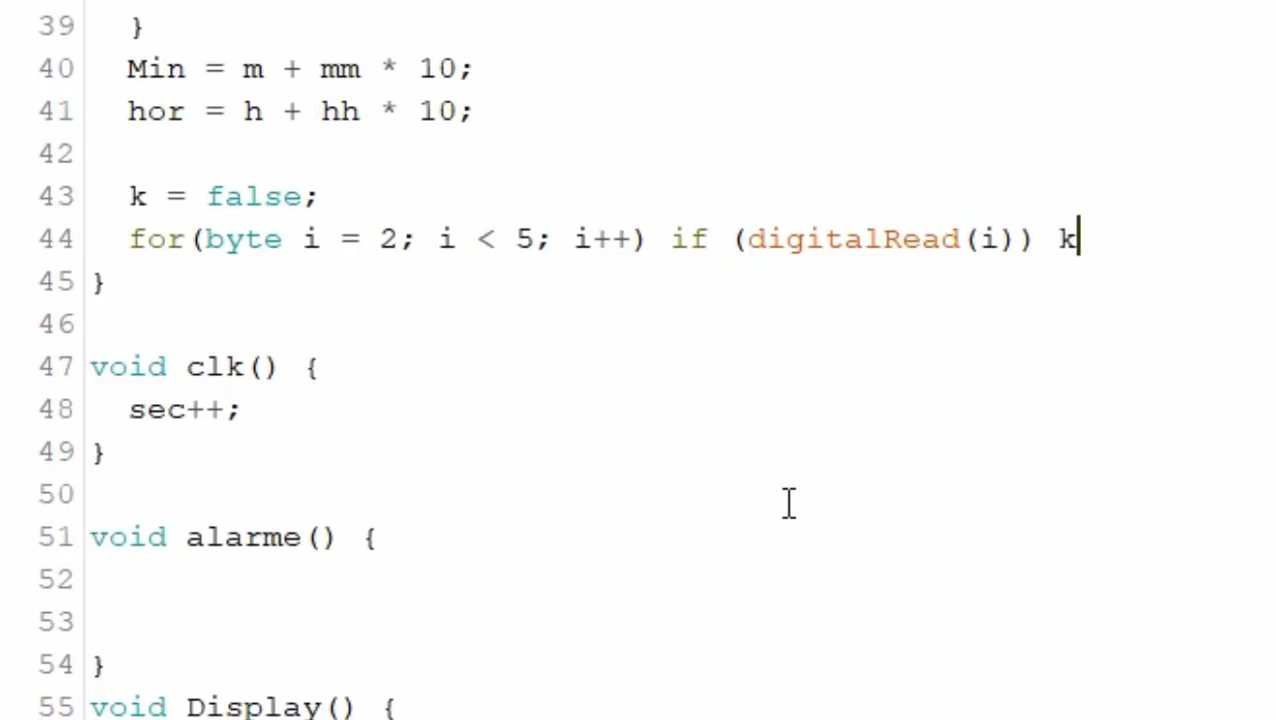 39   }
40   Min = m + mm * 10;
41   hor = h + hh * 10;
42
43   k = false;
44   for(byte i = 2; i < 5; i++) if (digitalRead(i)) k
45 }
46
47 void clk() {
48   sec++;
49 }
50
51 void alarme() {
52
53
54 }
55 void Display() {